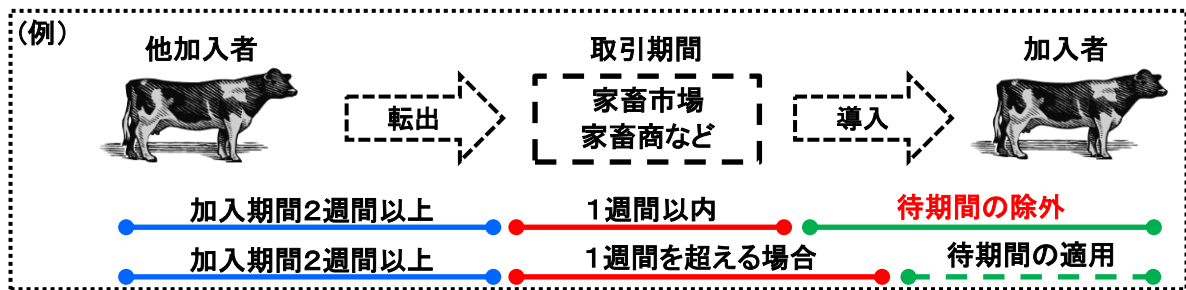 (例)
他加入者
取引期間
加入者
転出
家畜市場
家畜商など
導入
加入期間2週間以上
1週間以内
待期間の除外
加入期間2週間以上
1週間を超える場合
待期間の適用